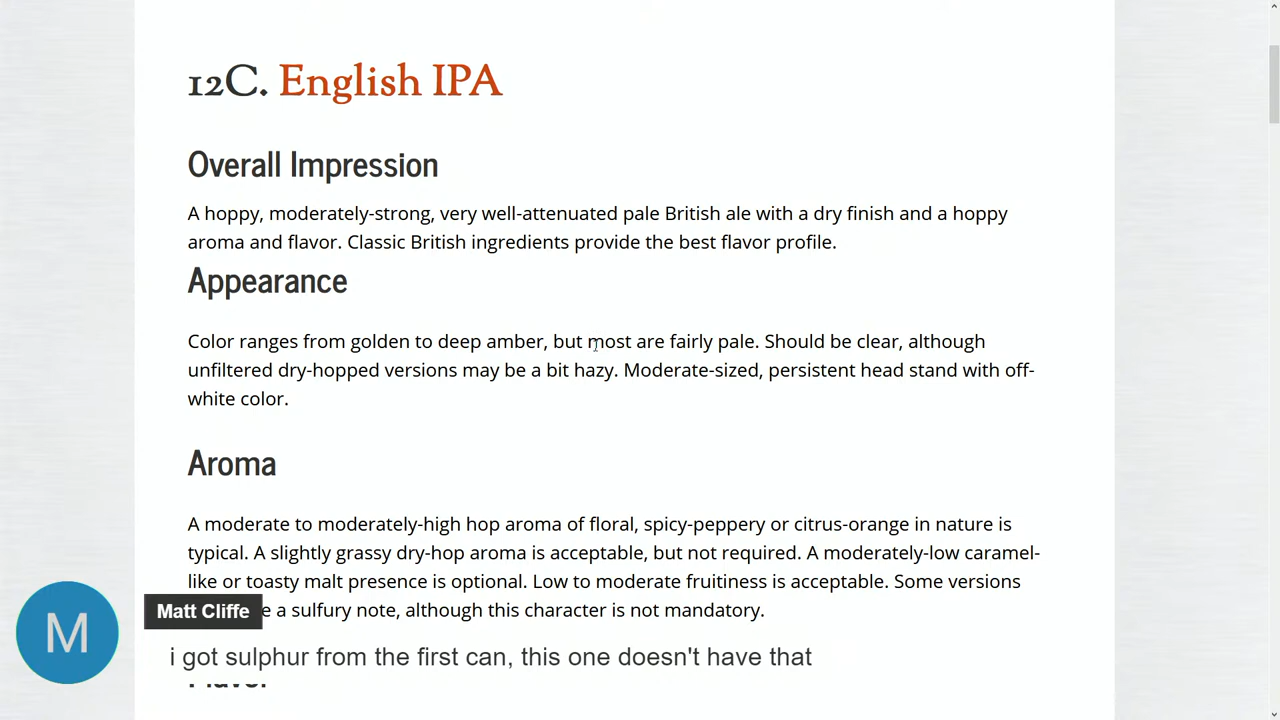 12C. English IPA
Overall Impression
A hoppy, moderately-strong, very well-attenuated pale British ale with a dry finish and a hoppy
aroma and flavor. Classic British ingredients provide the best flavor profile.
Appearance
Color ranges from golden to deep amber, but most are fairly pale. Should be clear, although
unfiltered dry-hopped versions may be a bit hazy. Moderate-sized, persistent head stand with off-
white color.
Aroma
A moderate to moderately-high hop aroma of floral, spicy-peppery or citrus-orange in nature is
typical. A slightly grassy dry-hop aroma is acceptable, but not required. A moderately-low caramel-
like or toasty malt presence is optional. Low to moderate fruitiness is acceptable. Some versions
a sulfury note, although this character is not mandatory.
Matt Cliffe
M
i got sulphur from the first can, this one doesn't have that